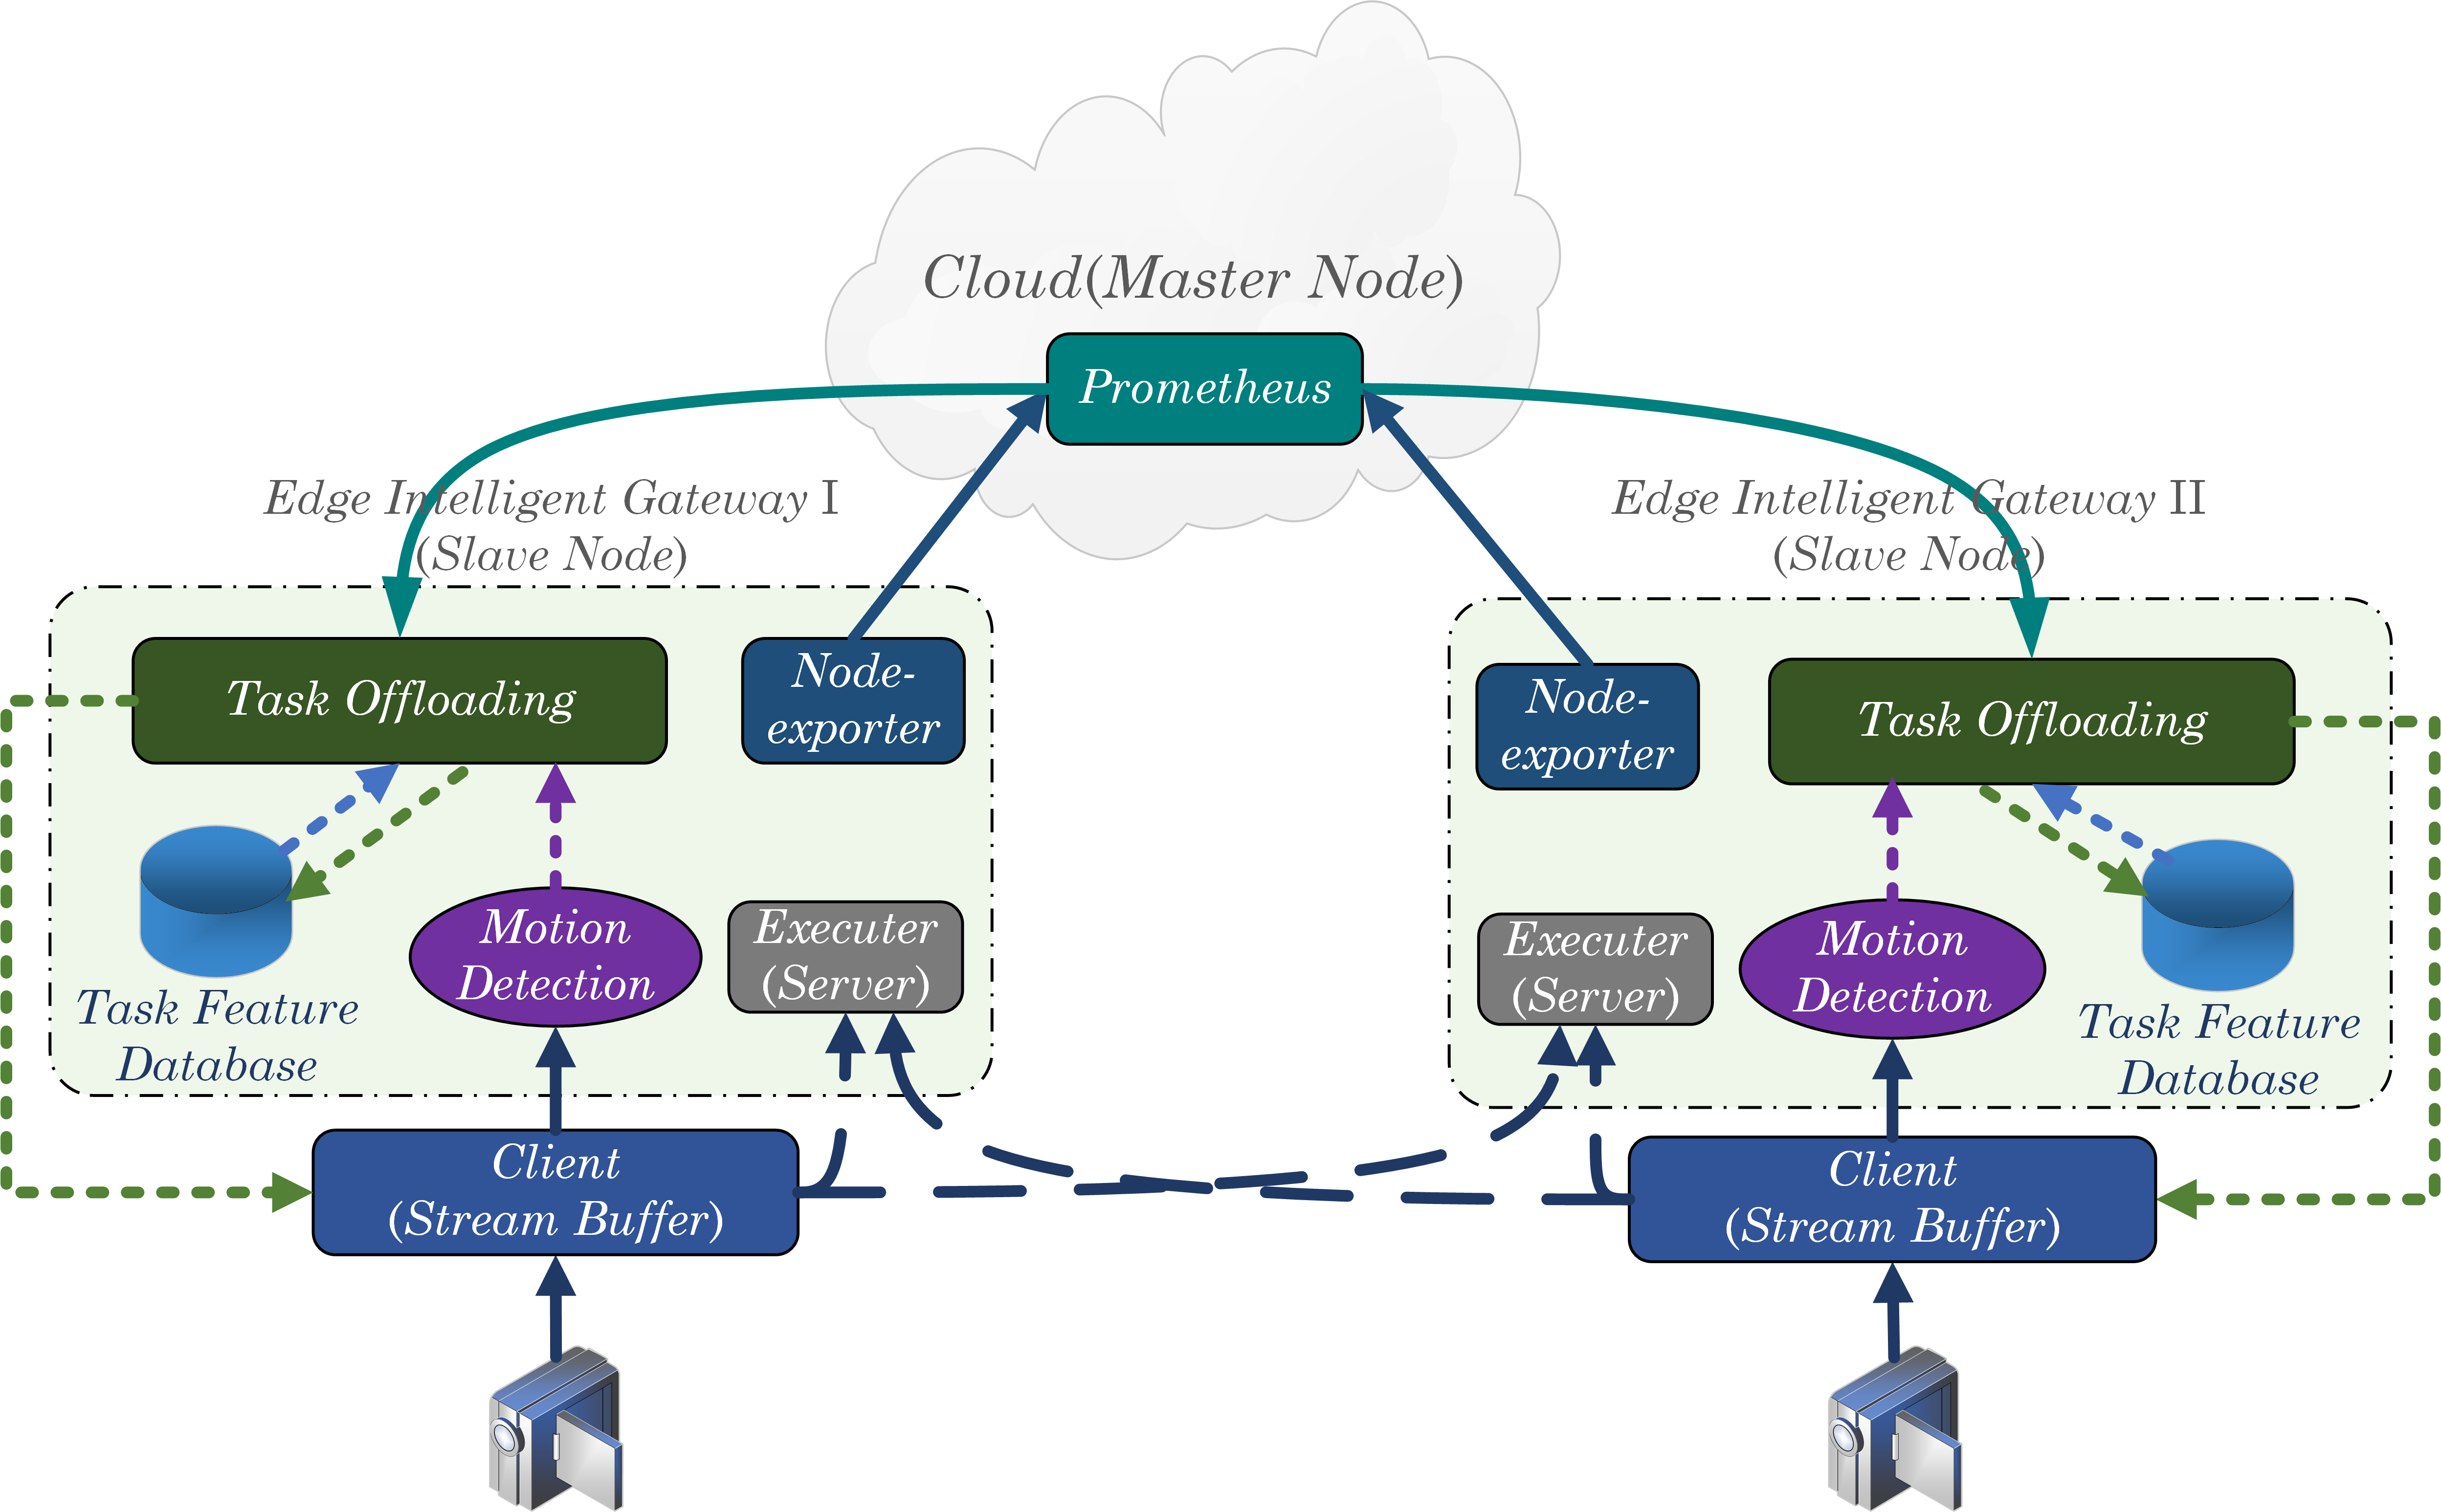 Cloud(Master Node)
Prometheus
Edge Intelligent Gateway I
(Slave Node)
Edge Intelligent Gateway II
(Slave Node)
Task Offloading
Node-
exporter
Node-
exporter
Task Offloading
Motion
Detection
Executer
(Server)
Executer
(Server)
Motion
Detection
Task Feature
Database
Task Feature
Database
Client
(Stream Buffer)
Client
(Stream Buffer)